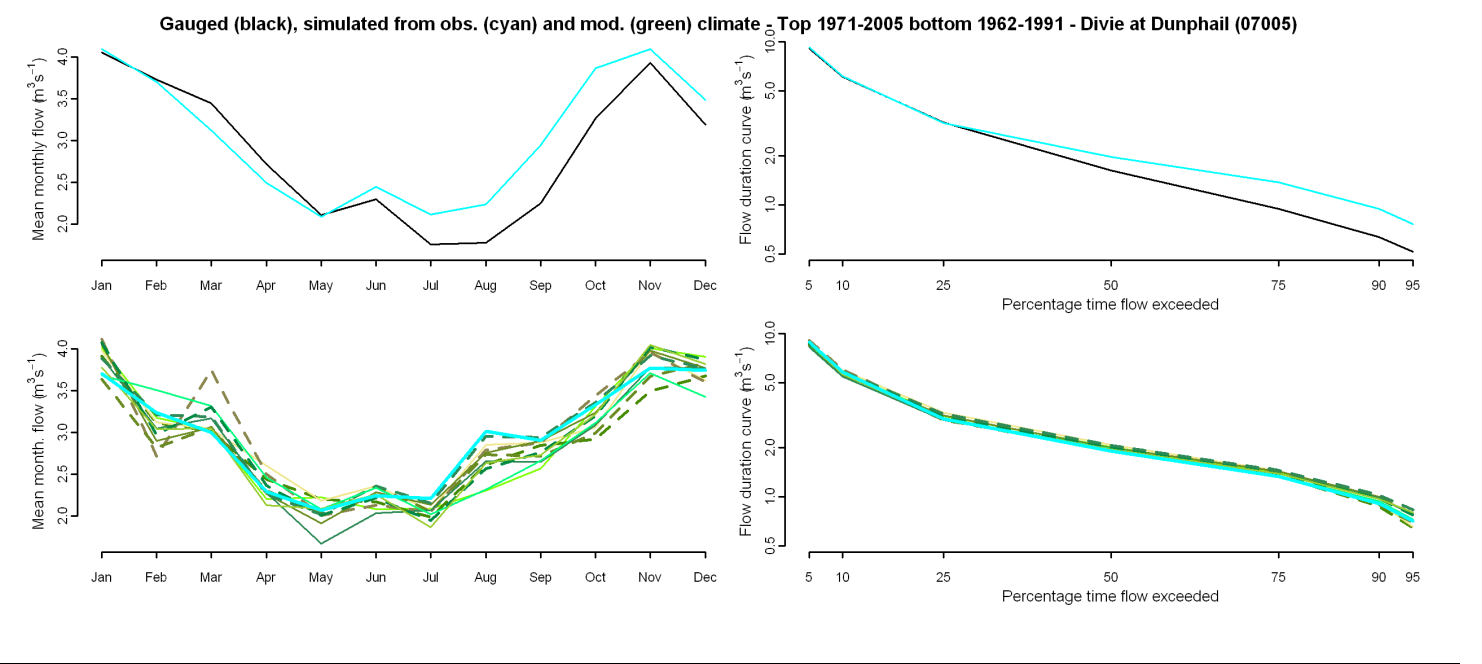 Gauged (black), simulated from obs. (cyan) and mod. (green) climate - Top 1971-2005 bottom 1962-1991 - Divie at Dunphail (07005)
Mean monthly flow (m³s⁻¹)
4.0
3.5
3.0
2.5
2.0
Jan Feb Mar Apr May Jun Jul Aug Sep Oct Nov Dec
Flow duration curve (m³s⁻¹)
10.0
5.0
2.0
1.0
0.5
5 10 25 50 75 90 95
Percentage time flow exceeded
Mean month. flow (m³s⁻¹)
4.0
3.5
3.0
2.5
2.0
Jan Feb Mar Apr May Jun Jul Aug Sep Oct Nov Dec
Flow duration curve (m³s⁻¹)
10.0
5.0
2.0
1.0
0.5
5 10 25 50 75 90 95
Percentage time flow exceeded